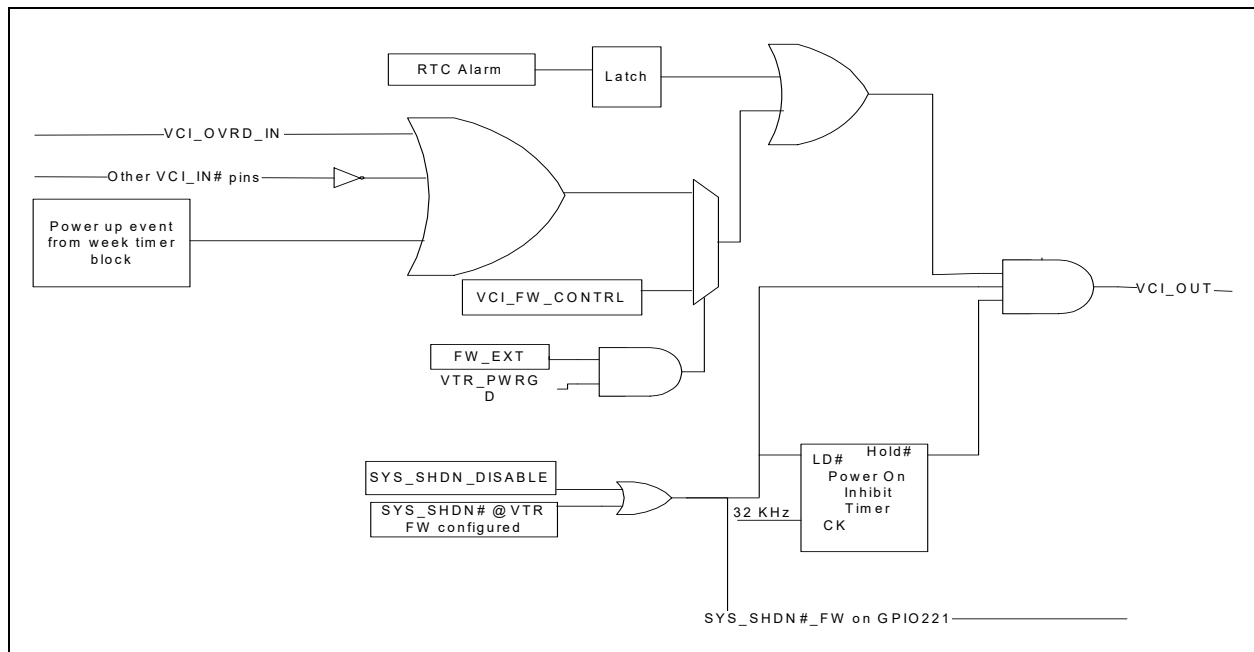 RTC Alarm
Latch
VCI_OVRD_IN
Other VCI_IN# pins
Power up event
from week timer
block
VCI_FW_CONTRL
VCI_OUT
FW_EXT
VTR_PWRG
D
SYS_SHDN_DISABLE
SYS_SHDN# @VTR
FW configured
LD#
Hold#
Power On
Inhibit
Timer
32 KHz
CK
SYS_SHDN#_FW on GPIO221